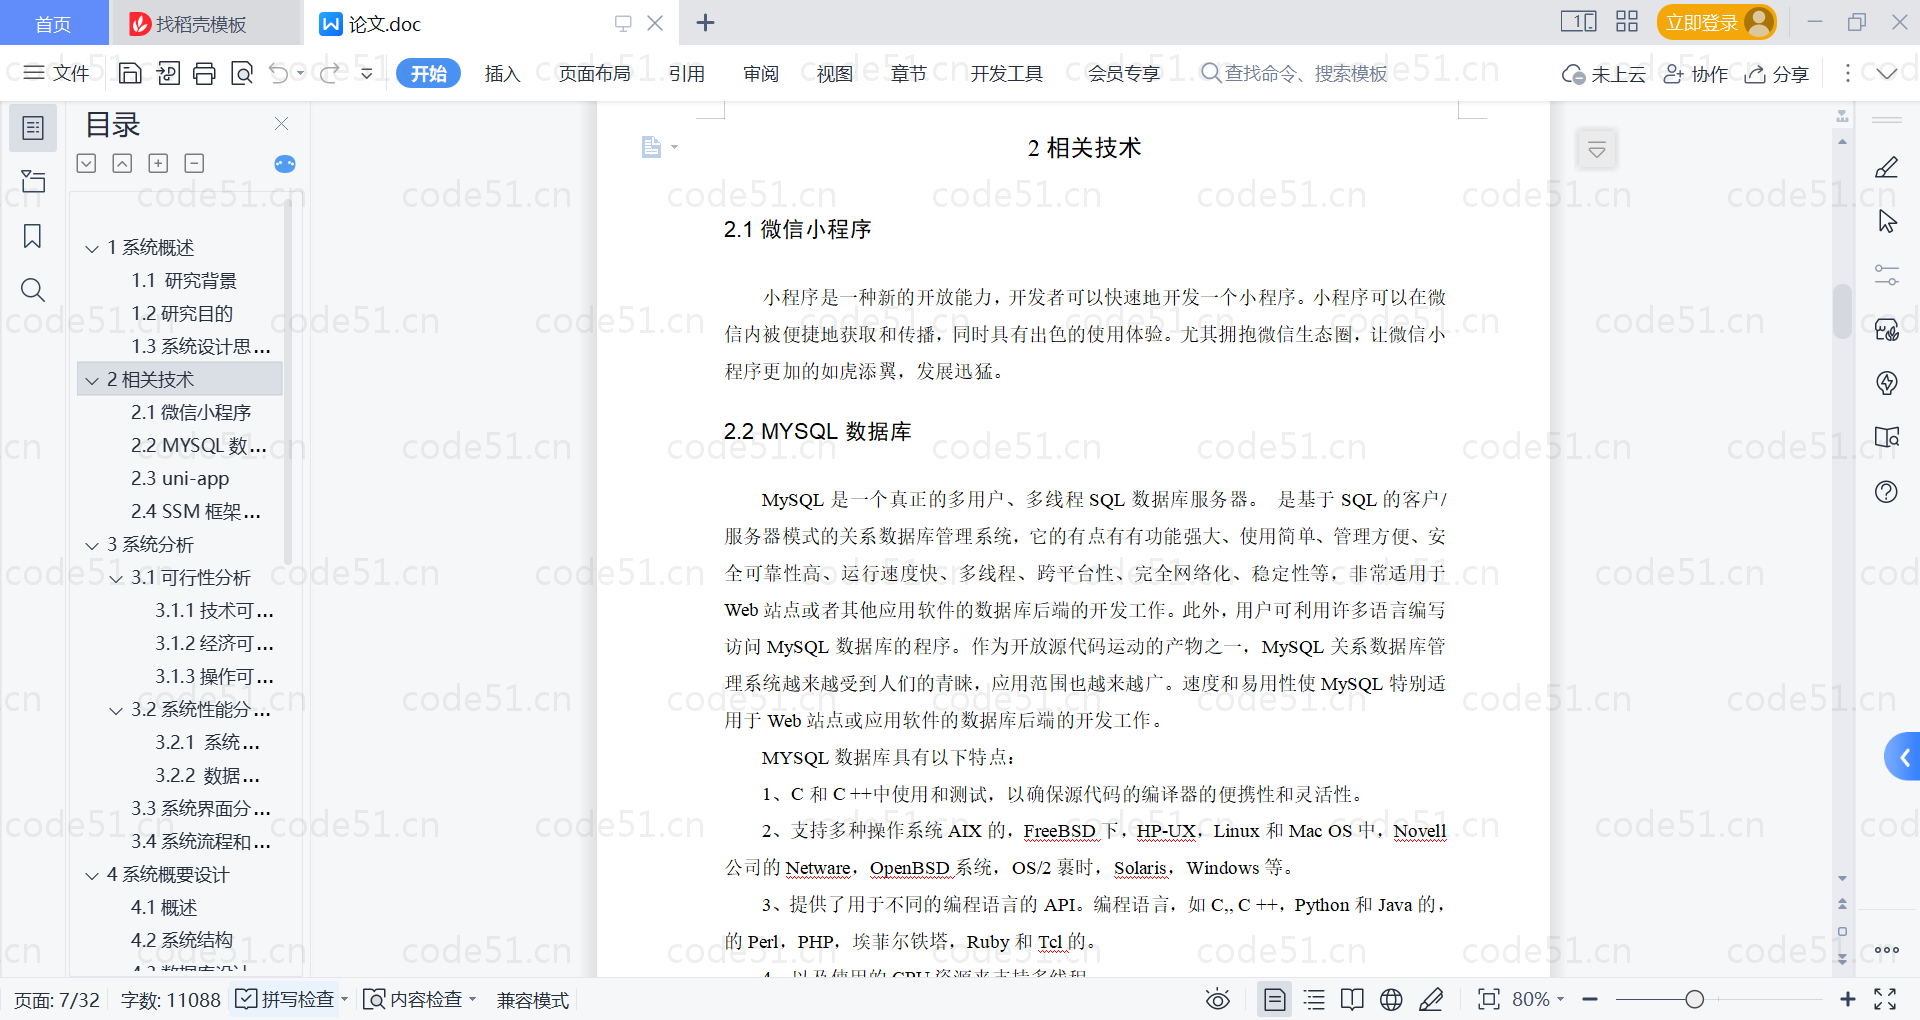 首页
找稻壳模板
论文.doc
立即登录
文件
开始
插入
页面布局
引用
审阅
视图
章节
开发工具
会员专享
查找命令、搜索模板
未上云
协作
分享
目录
1 系统概述
1.1 研究背景
1.2 研究目的
1.3 系统设计思...
2 相关技术
2.1 微信小程序
2.2 MYSQL 数...
2.3 uni-app
2.4 SSM 框架...
3 系统分析
3.1 可行性分析
3.1.1 技术可...
3.1.2 经济可...
3.1.3 操作可...
3.2 系统性能分...
3.2.1 系统...
3.2.2 数据...
3.3 系统界面分...
3.4 系统流程和...
4 系统概要设计
4.1 概述
4.2 系统结构
4.3 数据库设计
2 相关技术
2.1 微信小程序
小程序是一种新的开放能力，开发者可以快速地开发一个小程序。小程序可以在微
信内被便捷地获取和传播，同时具有出色的使用体验。尤其拥抱微信生态圈，让微信小
程序更加的如虎添翼，发展迅猛。
2.2 MYSQL 数据库
MySQL 是一个真正的多用户、多线程 SQL 数据库服务器。 是基于 SQL 的客户/
服务器模式的关系数据库管理系统，它的有点有有功能强大、使用简单、管理方便、安
全可靠性高、运行速度快、多线程、跨平台性、完全网络化、稳定性等，非常适用于
Web 站点或者其他应用软件的数据库后端的开发工作。此外，用户可利用许多语言编写
访问 MySQL 数据库的程序。作为开放源代码运动的产物之一，MySQL 关系数据库管
理系统越来越受到人们的青睐，应用范围也越来越广。速度和易用性使 MySQL 特别适
用于 Web 站点或应用软件的数据库后端的开发工作。
MYSQL 数据库具有以下特点：
1、C 和 C ++中使用和测试，以确保源代码的编译器的便携性和灵活性。
2、支持多种操作系统 AIX 的，FreeBSD 下，HP-UX，Linux 和 Mac OS 中，Novell
公司的 Netware，OpenBSD 系统，OS/2 裹时，Solaris，Windows 等。
3、提供了用于不同的编程语言的 API。编程语言，如 C,, C ++，Python 和 Java 的，
的 Perl，PHP，埃菲尔铁塔，Ruby 和 Tcl 的。
4、以及使用的 CPU 资源来支持多线程
页面: 7/32
字数: 11088
拼写检查
内容检查
兼容模式
80%
code51.cn